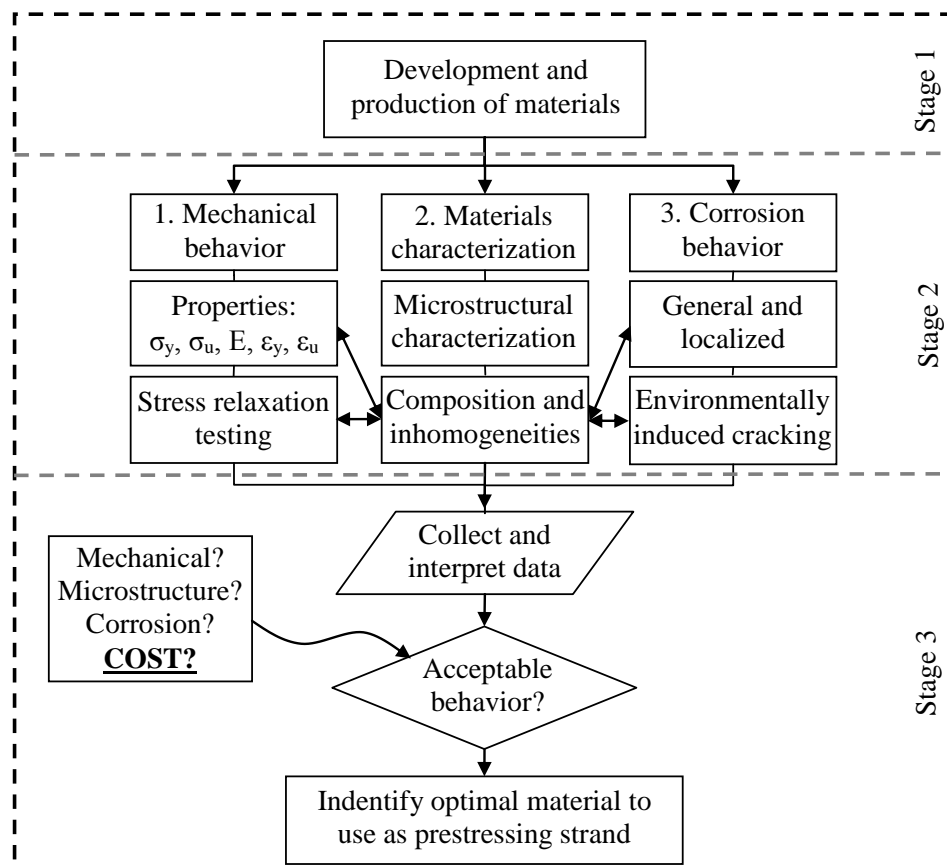 Development and
production of materials
Stage 1
1. Mechanical
behavior
2. Materials
characterization
3. Corrosion
behavior
Properties:
σy, σu, E, εy, εu
Microstructural
characterization
General and
localized
Stress relaxation
testing
Composition and
inhomogeneities
Environmentally
induced cracking
Stage 2
Collect and
interpret data
Mechanical?
Microstructure?
Corrosion?
COST?
Acceptable
behavior?
Indentify optimal material to
use as prestressing strand
Stage 3